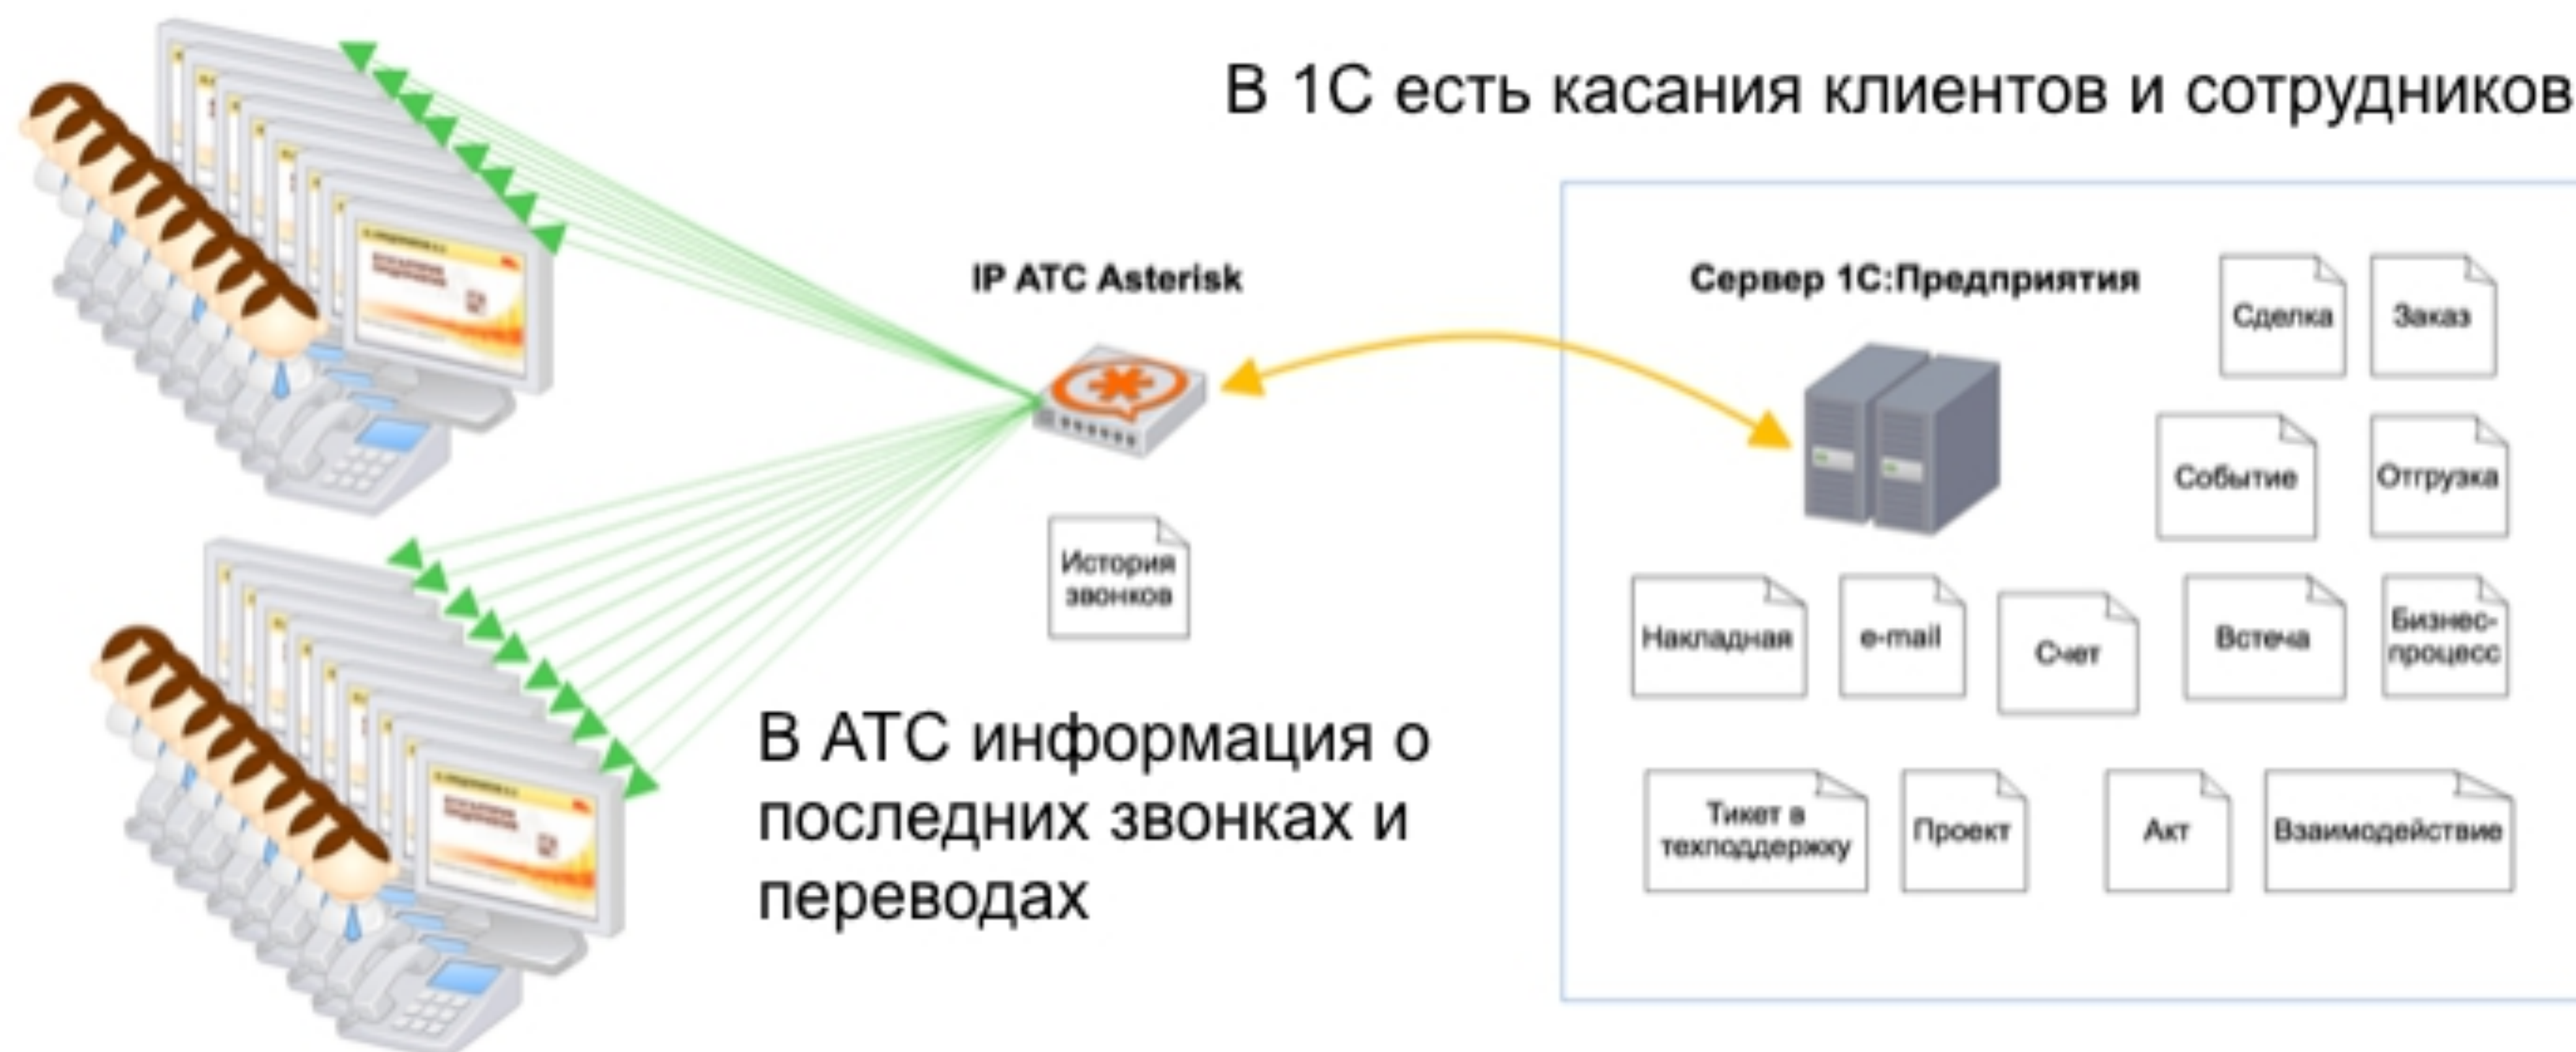 В 1С есть касания клиентов и сотрудников
IP АТС Asterisk
Сервер 1С:Предприятия
Сделка
Заказ
Событие
Отгрузка
История
звонков
Накладная
e-mail
Счет
Встеча
Бизнес-
процесс
В АТС информация о
последних звонках и
переводах
Тикет в
техподдержку
Проект
Акт
Взаимодействие